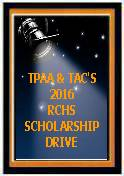 TPAA & TAC'S
2016
RCHS
SCHOLARSHIP
DRIVE